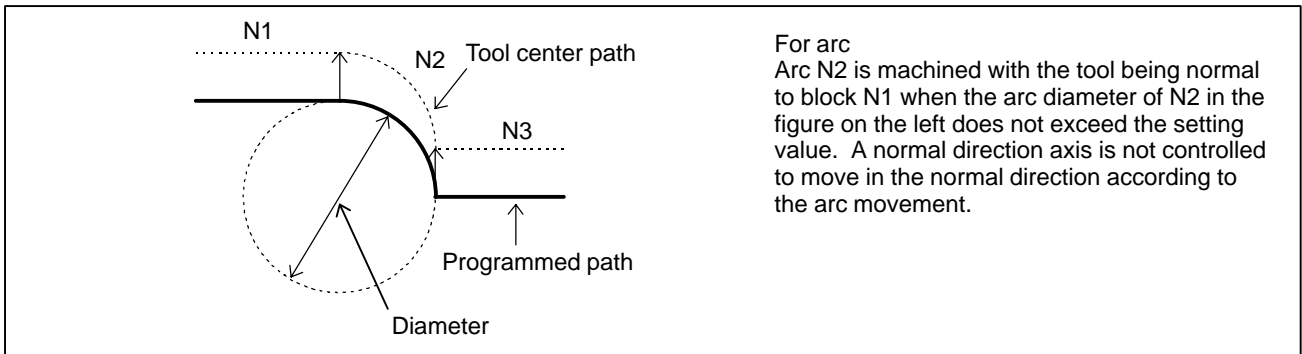 N1
N2
Tool center path
N3
Programmed path
Diameter
For arc
Arc N2 is machined with the tool being normal
to block N1 when the arc diameter of N2 in the
figure on the left does not exceed the setting
value.  A normal direction axis is not controlled
to move in the normal direction according to
the arc movement.